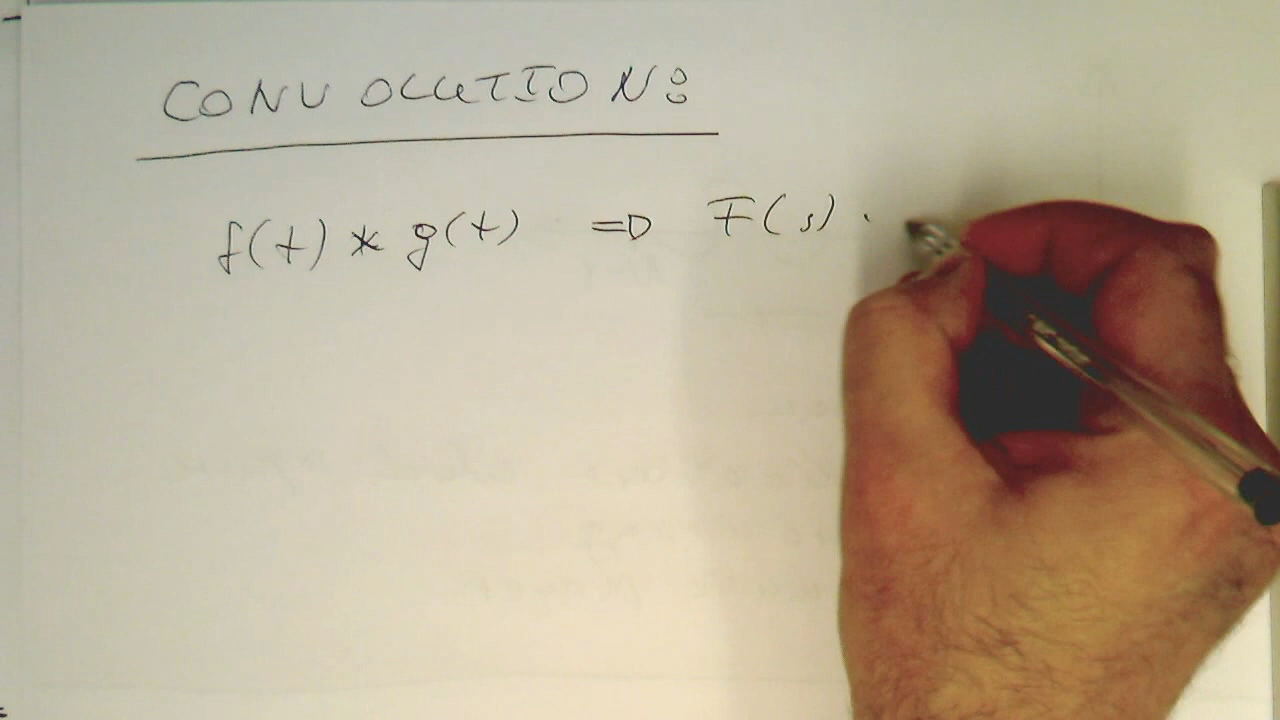 CONVOLUTION:
f(t) * g(t) ⇒ F(s) ·